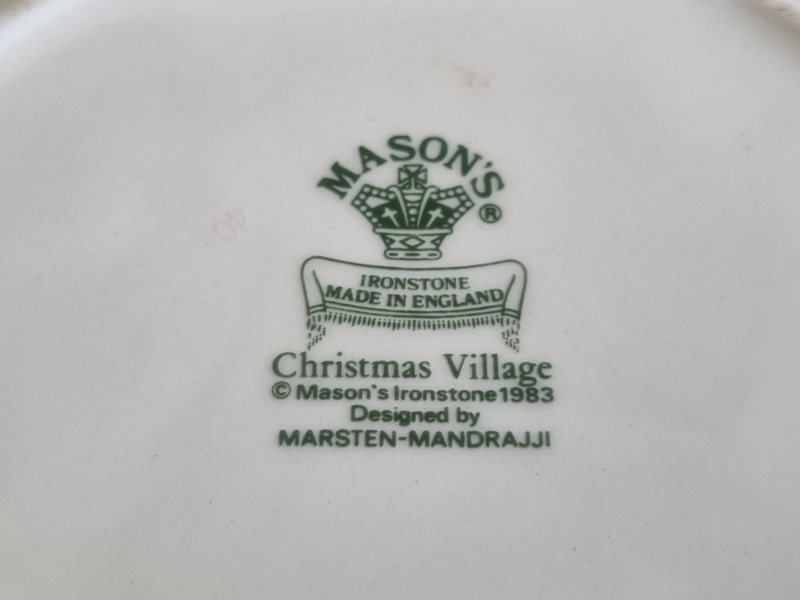 MASON'S ®
IRONSTONE
MADE IN ENGLAND
Christmas Village
© Mason's Ironstone 1983
Designed by
MARSTEN-MANDRAJJI